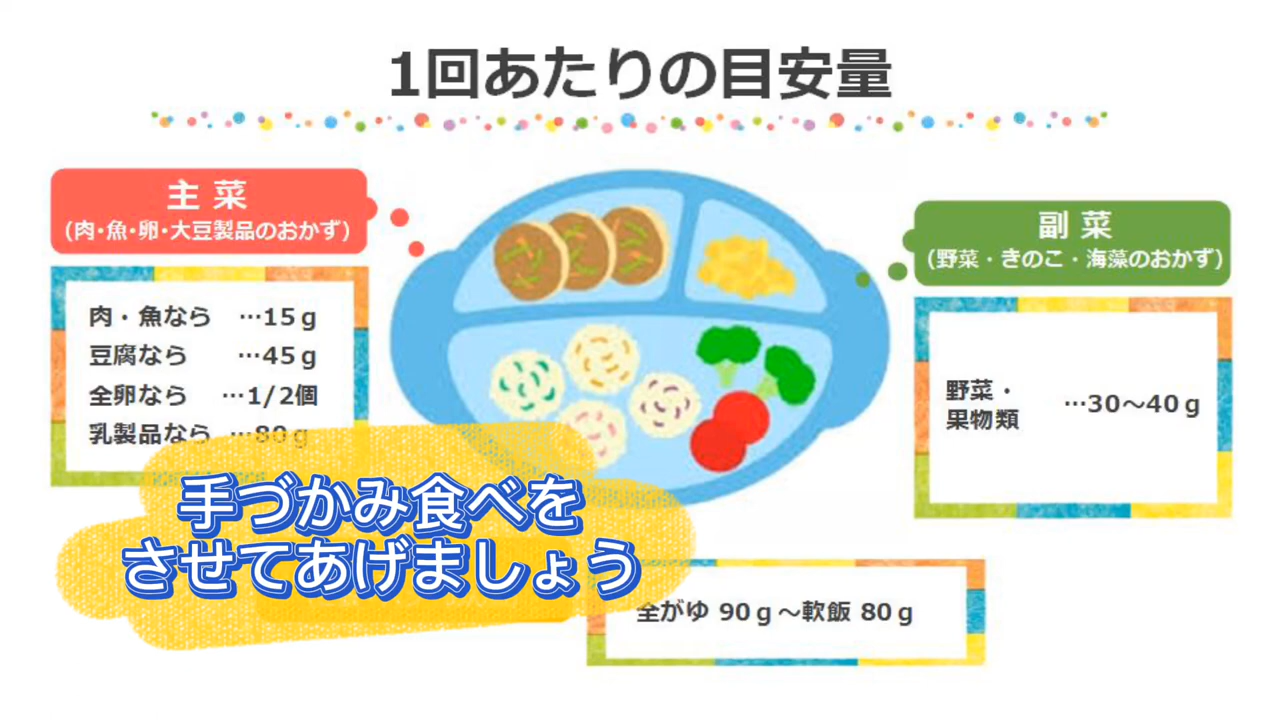 1回あたりの目安量
主菜
(肉・魚・卵・大豆製品のおかず)
肉・魚なら …15g
豆腐なら …45g
全卵なら …1/2個
乳製品なら …80g
副菜
(野菜・きのこ・海藻のおかず)
野菜・
果物類 …30〜40g
手づかみ食べを
させてあげましょう
全がゆ 90g〜軟飯 80g